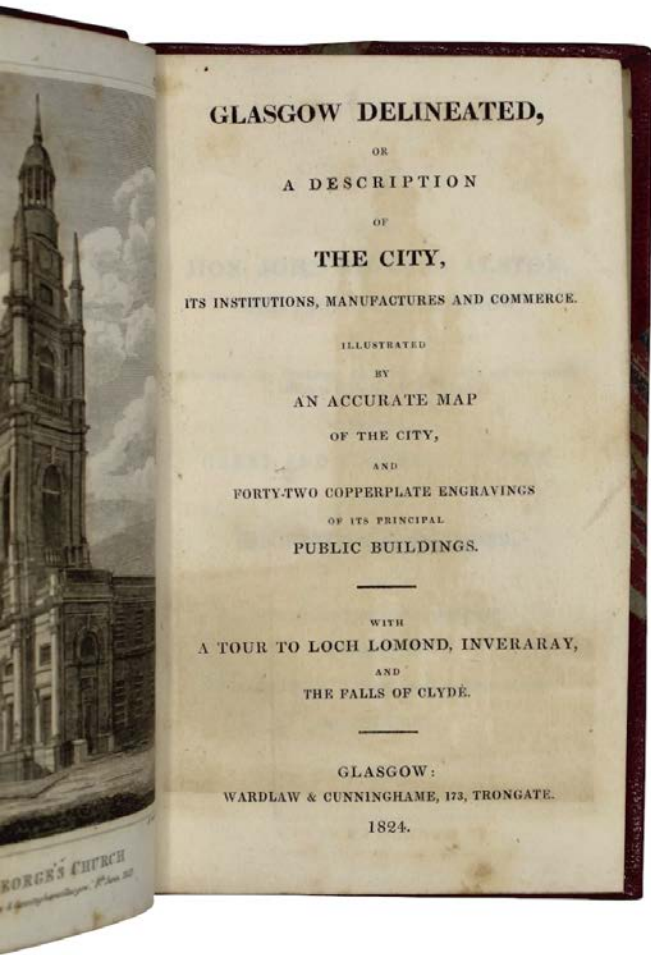 GLASGOW DELINEATED,
OR
A DESCRIPTION
OF
THE CITY,
ITS INSTITUTIONS, MANUFACTURES AND COMMERCE.
ILLUSTRATED
BY
AN ACCURATE MAP
OF THE CITY,
AND
FORTY-TWO COPPERPLATE ENGRAVINGS
OF ITS PRINCIPAL
PUBLIC BUILDINGS.
WITH
A TOUR TO LOCH LOMOND, INVERARAY,
AND
THE FALLS OF CLYDE.
GLASGOW:
WARDLAW & CUNNINGHAME, 173, TRONGATE.
1824.
EORGE'S CHURCH